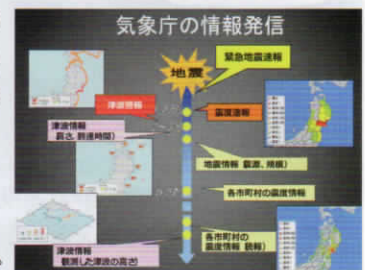 気象庁の情報発信
地震
緊急地震速報
津波警報
震度速報
津波情報
高さ、到達時間)
地震情報 震源、規模)
各市町村の震度情報
各市町村の
震度情報 続報)
津波情報
観測した津波の高さ)